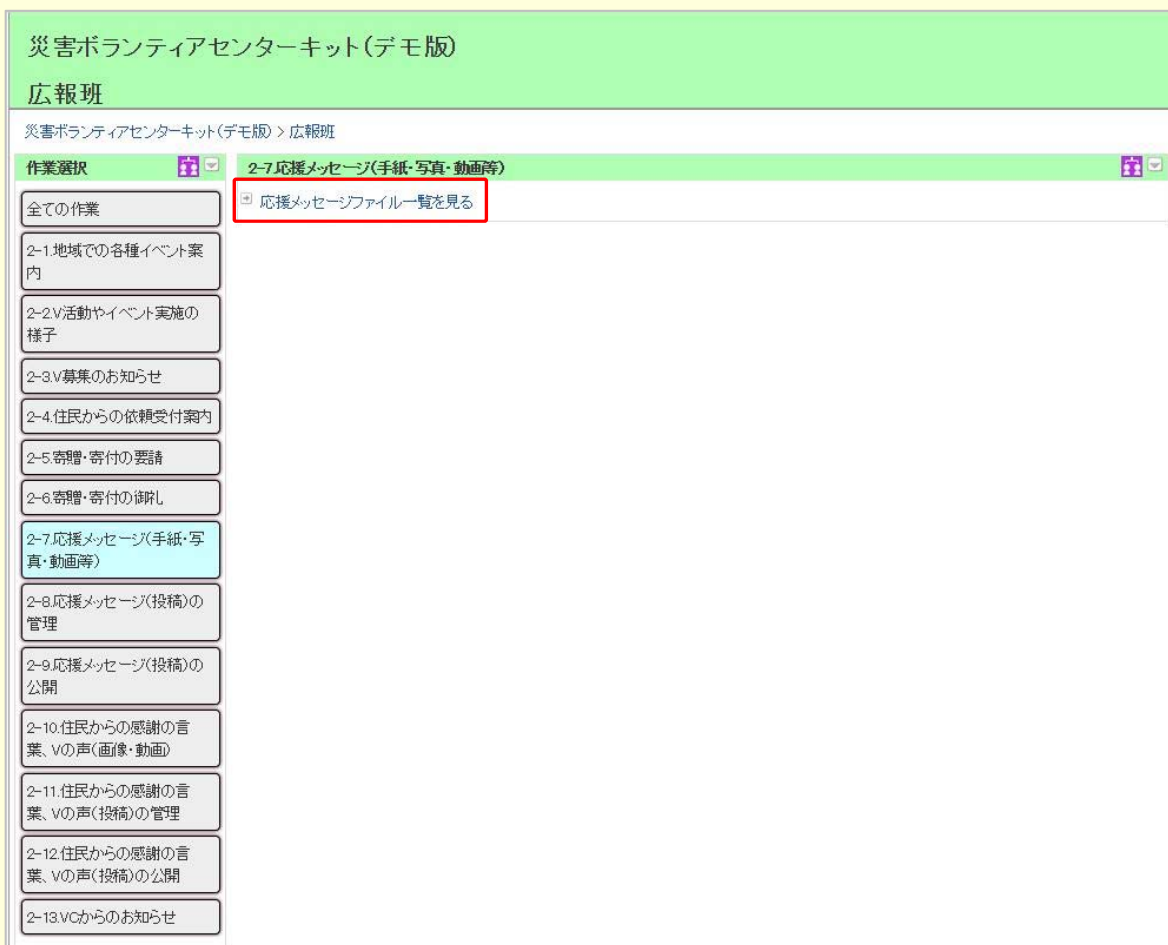 災害ボランティアセンターキット(デモ版)
広報班
災害ボランティアセンターキット(デモ版) > 広報班
作業選択
2-7.応援メッセージ(手紙・写真・動画等)
応援メッセージファイル一覧を見る
全ての作業
2-1.地域での各種イベント案
内
2-2.V活動やイベント実施の
様子
2-3.V募集のお知らせ
2-4.住民からの依頼受付案内
2-5.寄贈・寄付の要請
2-6.寄贈・寄付の御礼
2-7.応援メッセージ(手紙・写
真・動画等)
2-8.応援メッセージ(投稿)の
管理
2-9.応援メッセージ(投稿)の
公開
2-10.住民からの感謝の言
葉、Vの声(画像・動画)
2-11.住民からの感謝の言
葉、Vの声(投稿)の管理
2-12.住民からの感謝の言
葉、Vの声(投稿)の公開
2-13.VCからのお知らせ